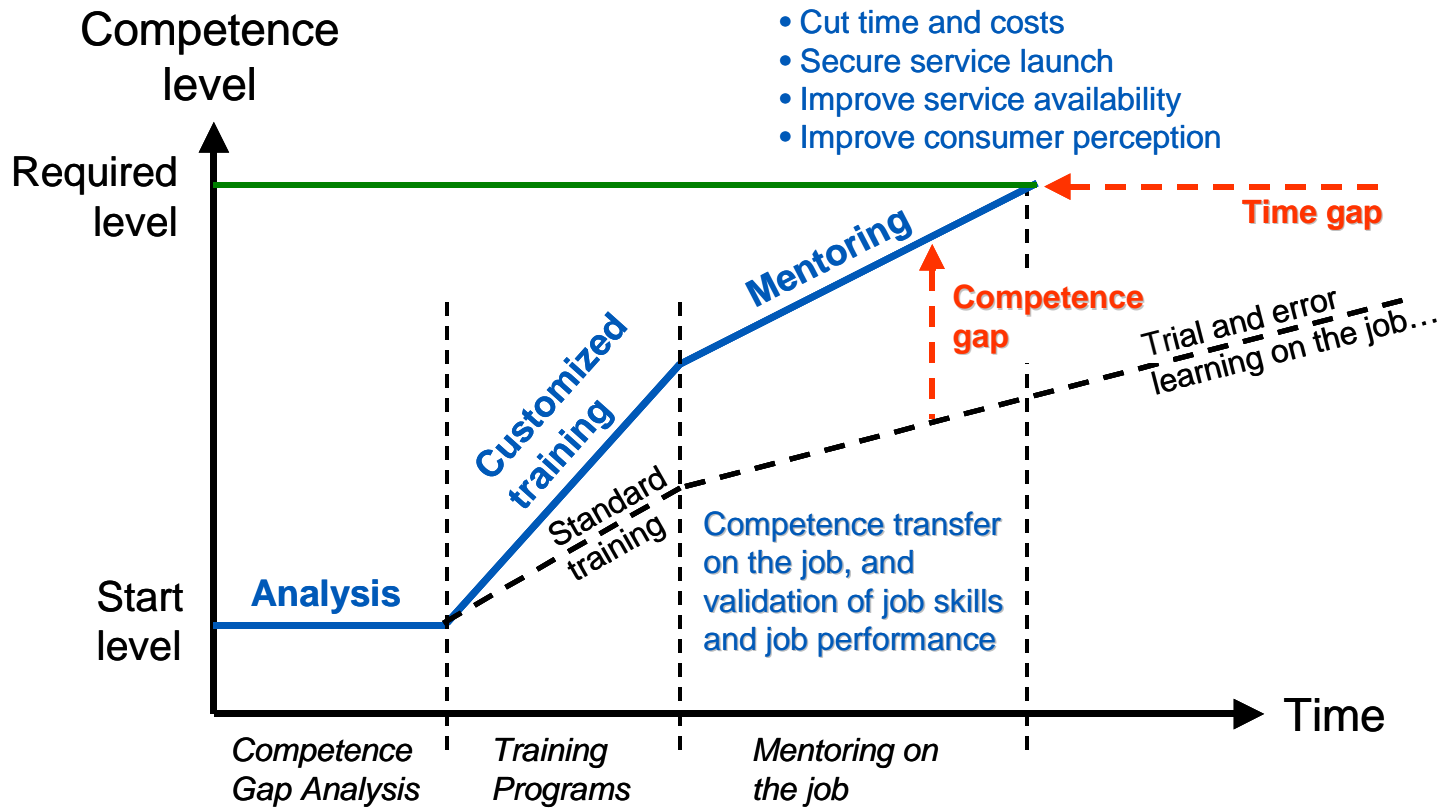 Competence
level
• Cut time and costs
• Secure service launch
• Improve service availability
• Improve consumer perception
Required
level
Time gap
Mentoring
Competence
gap
Trial and error
learning on the job…
Customized
training
Standard
training
Competence transfer
on the job, and
validation of job skills
and job performance
Analysis
Start
level
Time
Competence
Gap Analysis
Training
Programs
Mentoring on
the job